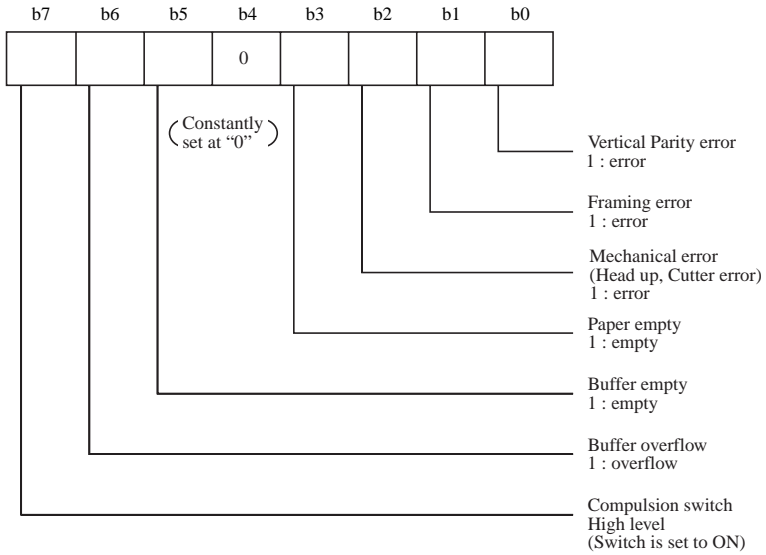 b7 b6 b5 b4 b3 b2 b1 b0
0
(Constantly
set at “0”)
Vertical Parity error
1 : error
Framing error
1 : error
Mechanical error
(Head up, Cutter error)
1 : error
Paper empty
1 : empty
Buffer empty
1 : empty
Buffer overflow
1 : overflow
Compulsion switch
High level
(Switch is set to ON)